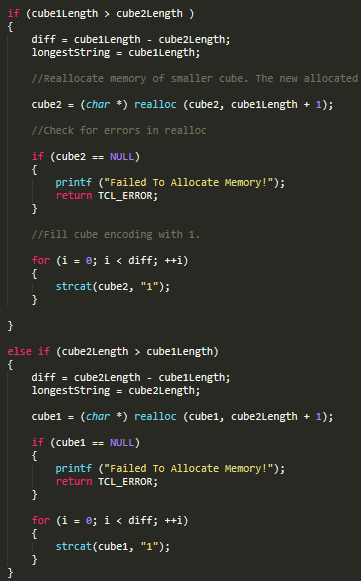 if (cube1Length > cube2Length )
{
diff = cube1Length - cube2Length;
longestString = cube1Length;
//Reallocate memory of smaller cube. The new allocated
cube2 = (char *) realloc (cube2, cube1Length + 1);
//Check for errors in realloc
if (cube2 == NULL)
{
printf ("Failed To Allocate Memory!");
return TCL_ERROR;
}
//Fill cube encoding with 1.
for (i = 0; i < diff; ++i)
{
strcat(cube2, "1");
}
}
else if (cube2Length > cube1Length)
{
diff = cube2Length - cube1Length;
longestString = cube2Length;
cube1 = (char *) realloc (cube1, cube2Length + 1);
if (cube1 == NULL)
{
printf ("Failed To Allocate Memory!");
return TCL_ERROR;
}
for (i = 0; i < diff; ++i)
{
strcat(cube1, "1");
}
}